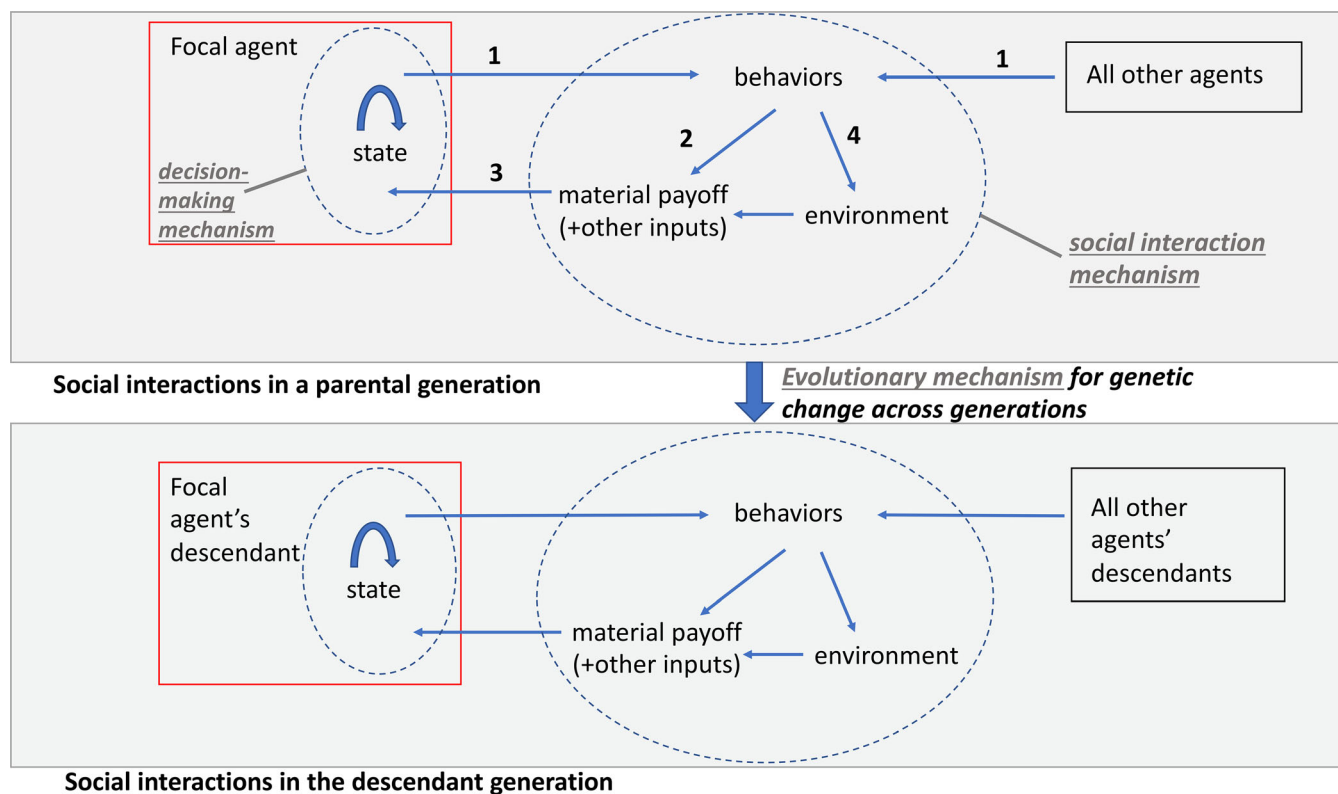 Focal agent
1
1
behaviors
All other agents
2
4
state
decision-
making
mechanism
3
material payoff
(+other inputs)
environment
social interaction
mechanism
Social interactions in a parental generation
Evolutionary mechanism for genetic
change across generations
Focal
agent's
descendant
behaviors
All other
agents'
descendants
state
material payoff
(+other inputs)
environment
Social interactions in the descendant generation